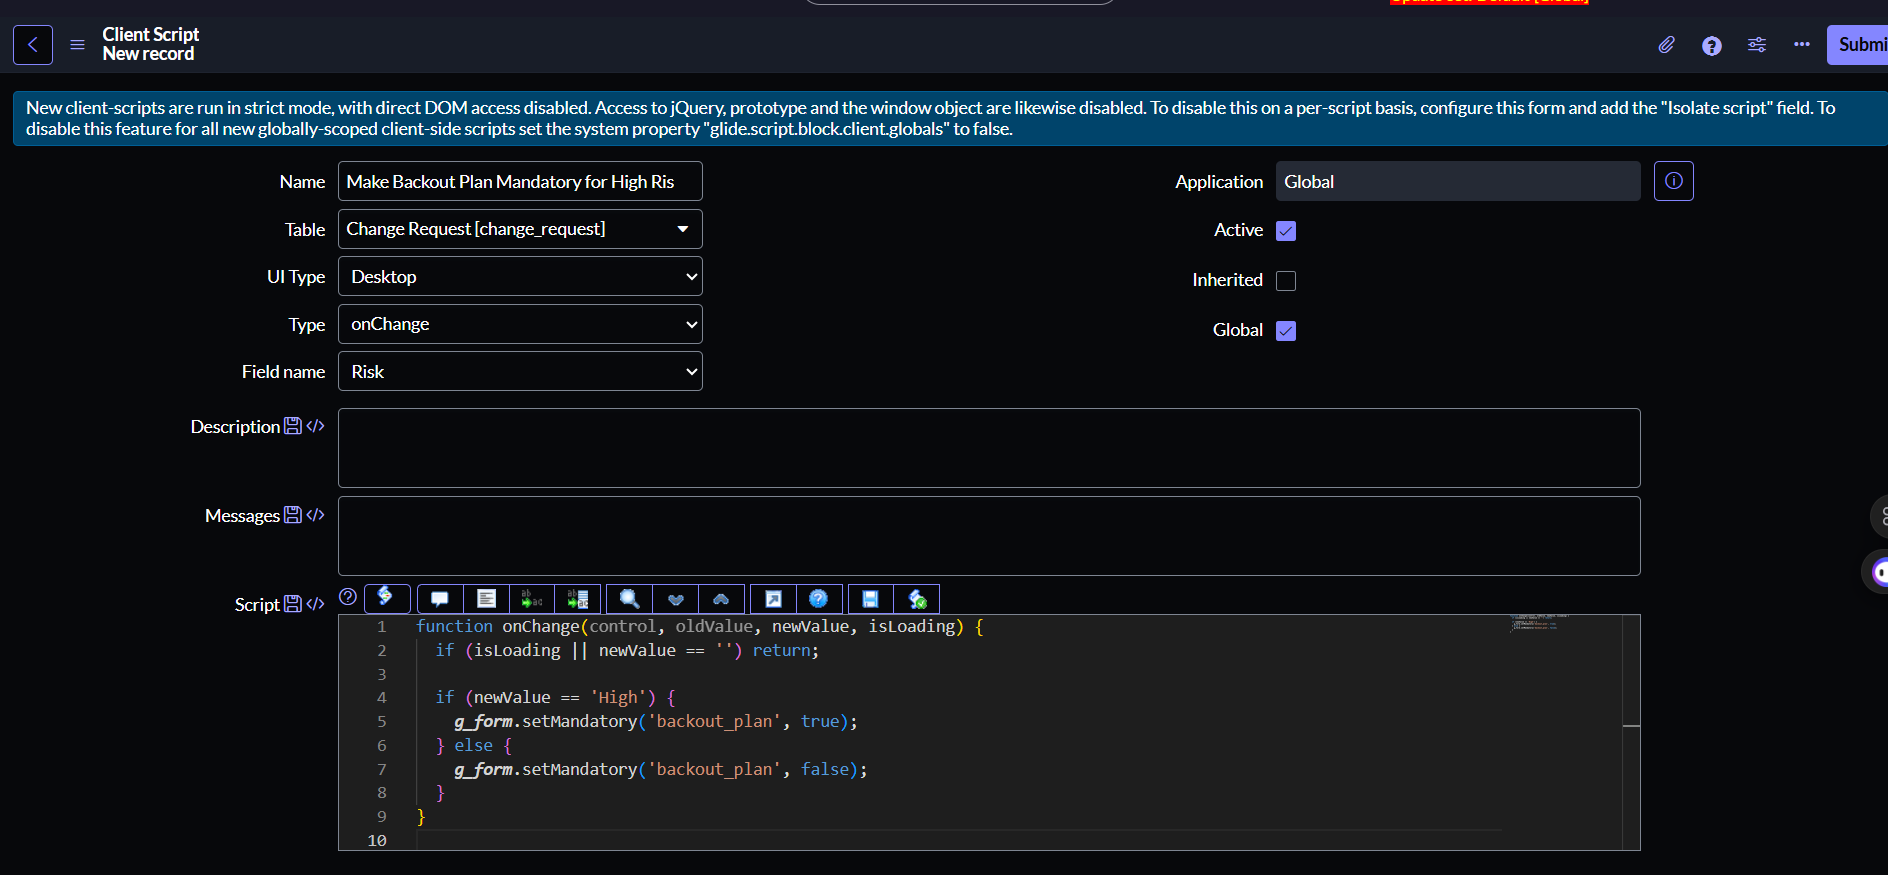 Update set: Default [Global]
Client Script
New record
Submi
New client-scripts are run in strict mode, with direct DOM access disabled. Access to jQuery, prototype and the window object are likewise disabled. To disable this on a per-script basis, configure this form and add the "Isolate script" field. To
disable this feature for all new globally-scoped client-side scripts set the system property "glide.script.block.client.globals" to false.
Name Make Backout Plan Mandatory for High Ris
Application Global
Table Change Request [change_request]
Active
UI Type Desktop
Inherited
Type onChange
Global
Field name Risk
Description </>
Messages </>
Script </>
1 function onChange(control, oldValue, newValue, isLoading) {
2 if (isLoading || newValue == '') return;
3
4 if (newValue == 'High') {
5 g_form.setMandatory('backout_plan', true);
6 } else {
7 g_form.setMandatory('backout_plan', false);
8 }
9 }
10